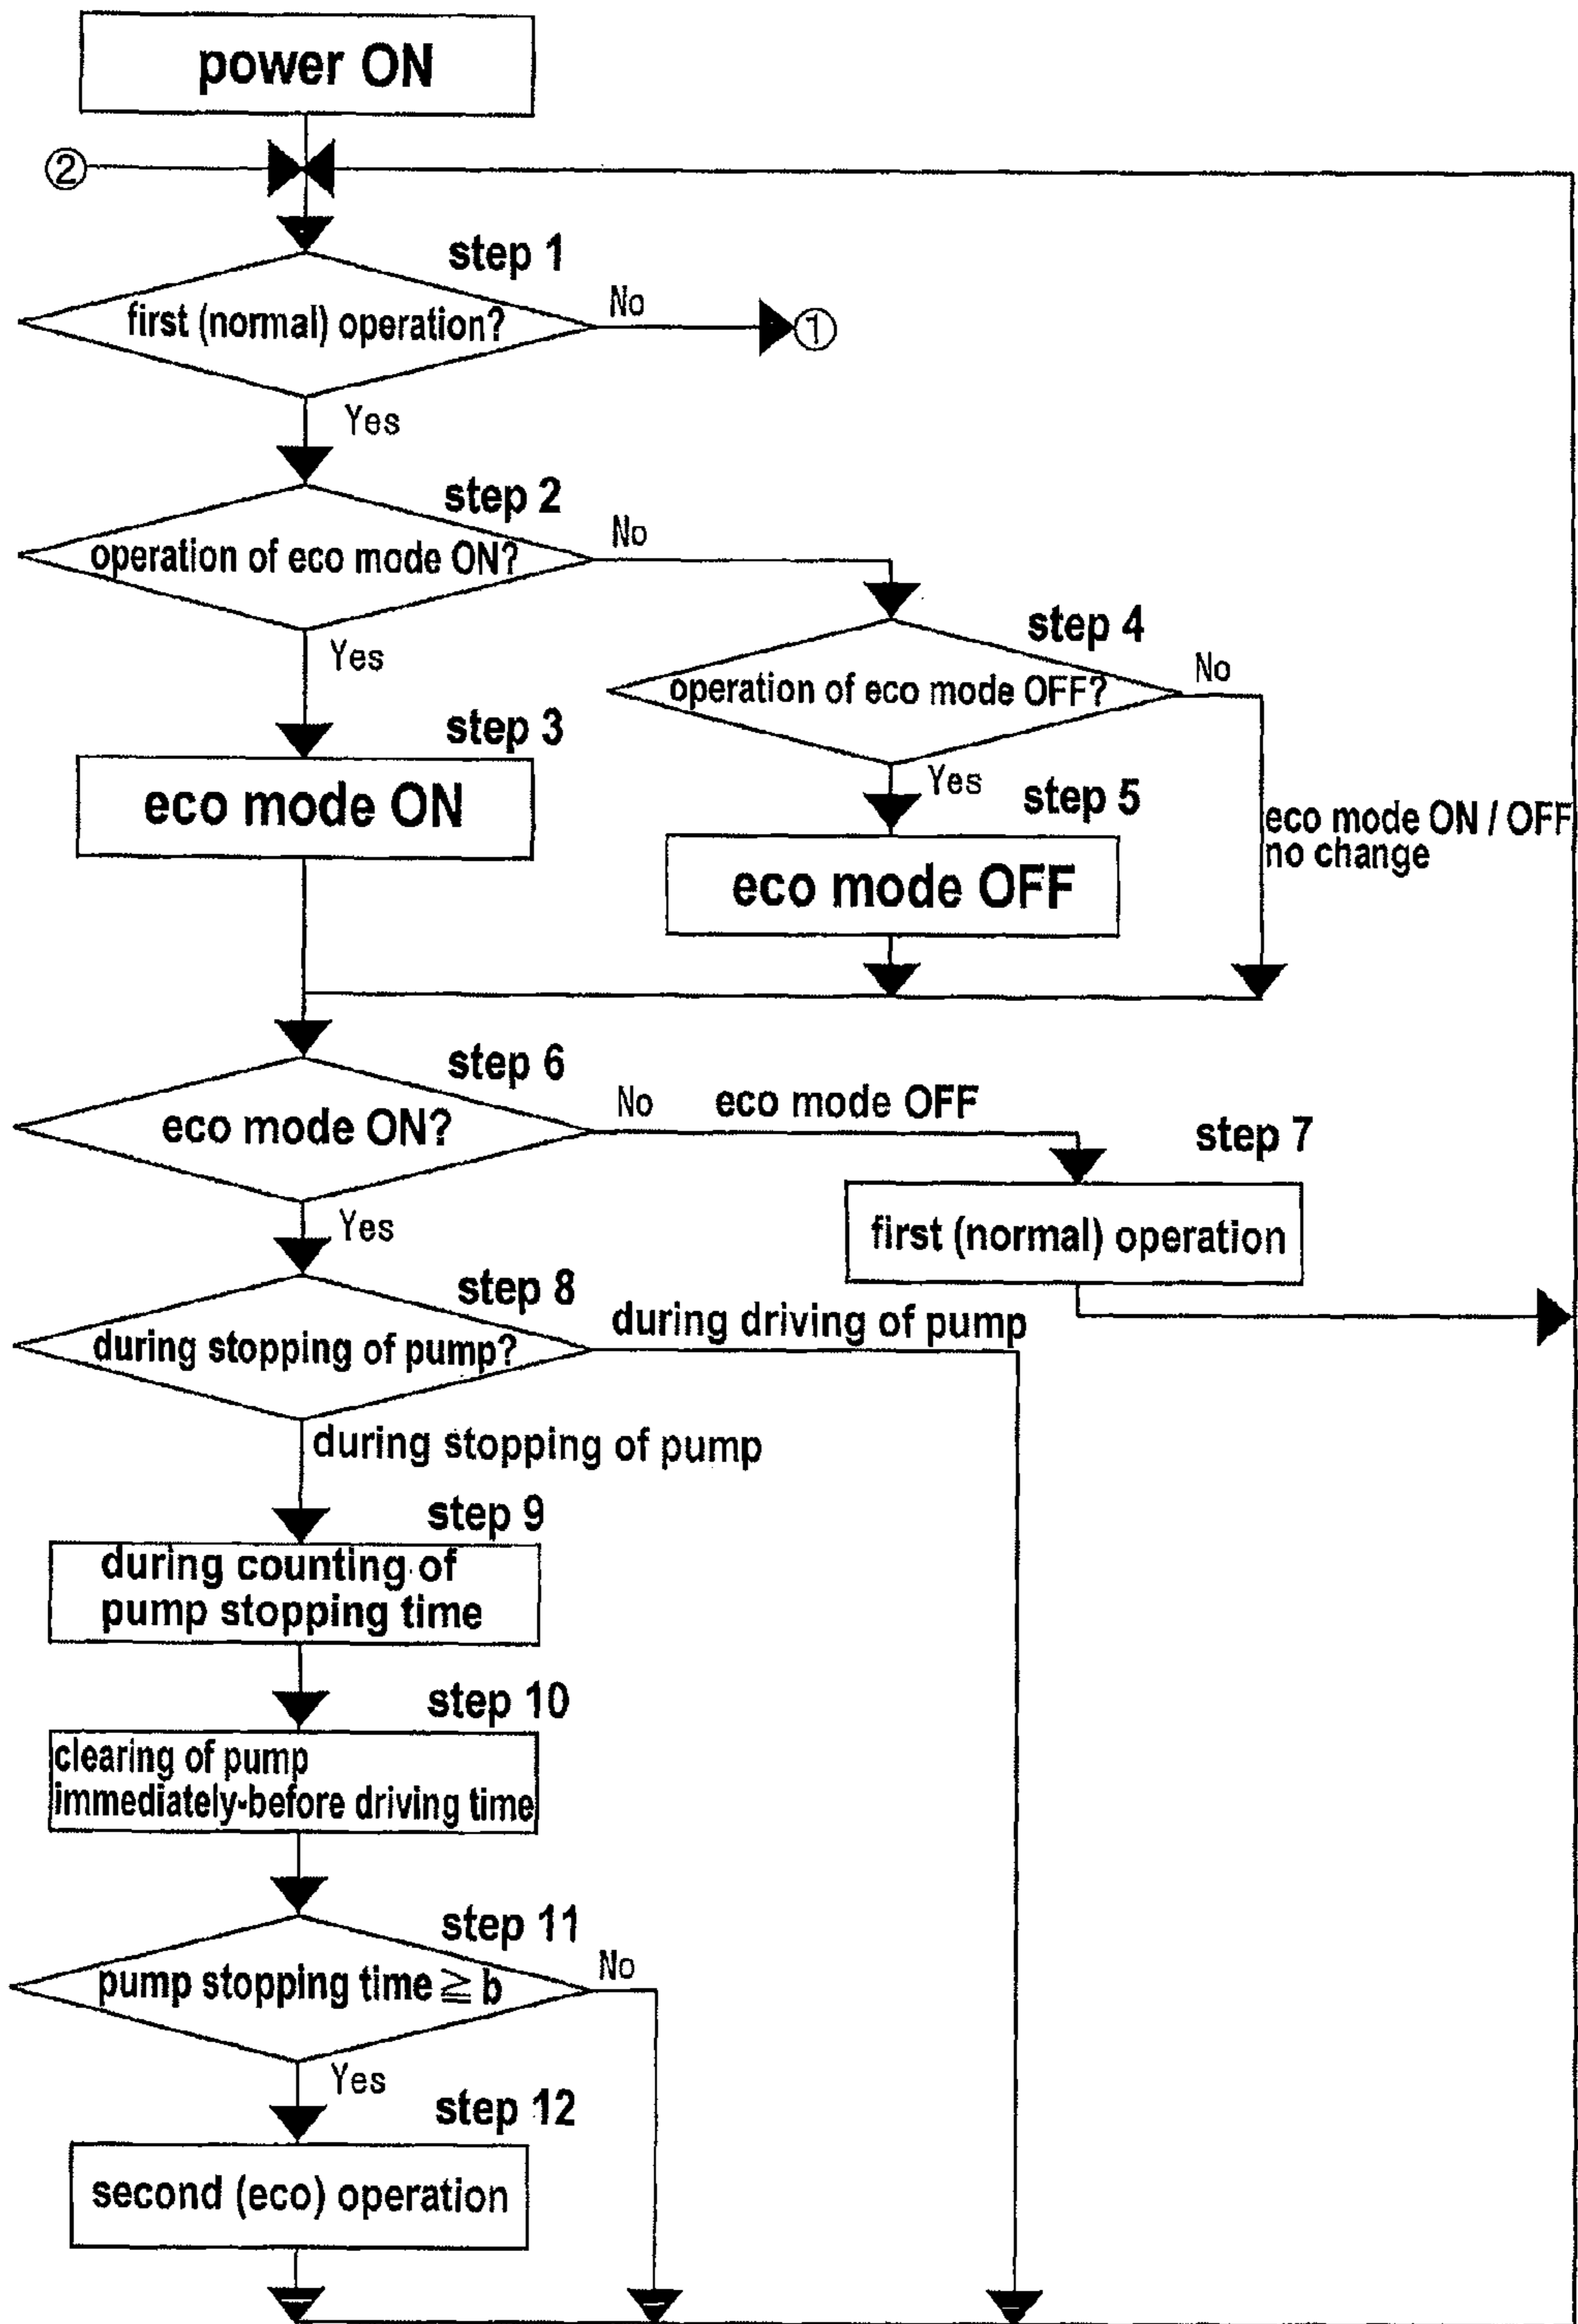 power ON
②
step 1
first (normal) operation?
No
①
Yes
step 2
operation of eco mode ON?
No
Yes
step 4
operation of eco mode OFF?
No
step 3
eco mode ON
Yes
step 5
eco mode OFF
eco mode ON / OFF
no change
step 6
eco mode ON?
No
eco mode OFF
step 7
first (normal) operation
Yes
step 8
during stopping of pump?
during driving of pump
during stopping of pump
step 9
during counting of
pump stopping time
step 10
clearing of pump
immediately-before driving time
step 11
pump stopping time ≧ b
No
Yes
step 12
second (eco) operation